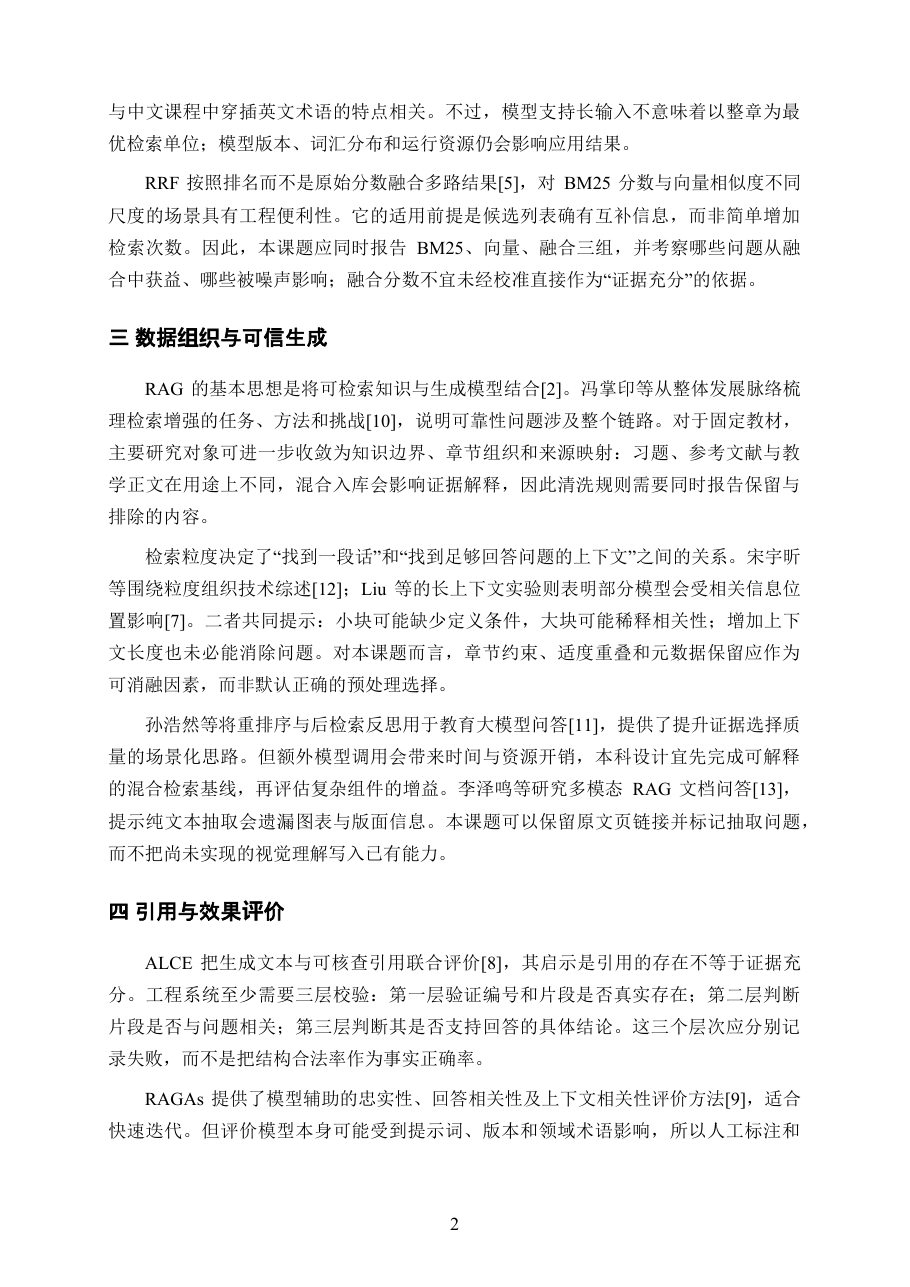 与中文课程中穿插英文术语的特点相关。不过，模型支持长输入不意味着以整章为最
优检索单位；模型版本、词汇分布和运行资源仍会影响应用结果。
RRF 按照排名而不是原始分数融合多路结果[5]，对 BM25 分数与向量相似度不同
尺度的场景具有工程便利性。它的适用前提是候选列表确有互补信息，而非简单增加
检索次数。因此，本课题应同时报告 BM25、向量、融合三组，并考察哪些问题从融
合中获益、哪些被噪声影响；融合分数不宜未经校准直接作为“证据充分”的依据。
三 数据组织与可信生成
RAG 的基本思想是将可检索知识与生成模型结合[2]。冯掌印等从整体发展脉络梳
理检索增强的任务、方法和挑战[10]，说明可靠性问题涉及整个链路。对于固定教材，
主要研究对象可进一步收敛为知识边界、章节组织和来源映射：习题、参考文献与教
学正文在用途上不同，混合入库会影响证据解释，因此清洗规则需要同时报告保留与
排除的内容。
检索粒度决定了“找到一段话”和“找到足够回答问题的上下文”之间的关系。宋宇昕
等围绕粒度组织技术综述[12]；Liu 等的长上下文实验则表明部分模型会受相关信息位
置影响[7]。二者共同提示：小块可能缺少定义条件，大块可能稀释相关性；增加上下
文长度也未必能消除问题。对本课题而言，章节约束、适度重叠和元数据保留应作为
可消融因素，而非默认正确的预处理选择。
孙浩然等将重排序与后检索反思用于教育大模型问答[11]，提供了提升证据选择质
量的场景化思路。但额外模型调用会带来时间与资源开销，本科设计宜先完成可解释
的混合检索基线，再评估复杂组件的增益。李泽鸣等研究多模态 RAG 文档问答[13]，
提示纯文本抽取会遗漏图表与版面信息。本课题可以保留原文页链接并标记抽取问题，
而不把尚未实现的视觉理解写入已有能力。
四 引用与效果评价
ALCE 把生成文本与可核查引用联合评价[8]，其启示是引用的存在不等于证据充
分。工程系统至少需要三层校验：第一层验证编号和片段是否真实存在；第二层判断
片段是否与问题相关；第三层判断其是否支持回答的具体结论。这三个层次应分别记
录失败，而不是把结构合法率作为事实正确率。
RAGAs 提供了模型辅助的忠实性、回答相关性及上下文相关性评价方法[9]，适合
快速迭代。但评价模型本身可能受到提示词、版本和领域术语影响，所以人工标注和
2